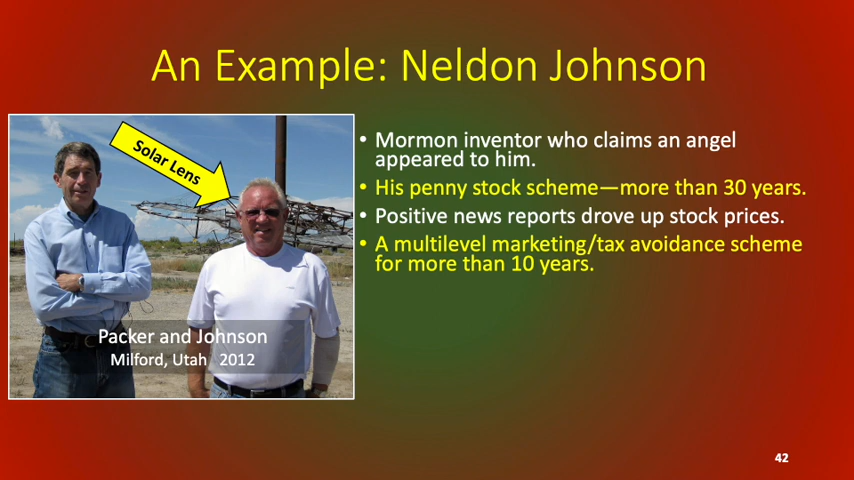 An Example: Neldon Johnson
Solar Lens
Packer and Johnson
Milford, Utah 2012
• Mormon inventor who claims an angel
appeared to him.
• His penny stock scheme—more than 30 years.
• Positive news reports drove up stock prices.
• A multilevel marketing/tax avoidance scheme
for more than 10 years.
42